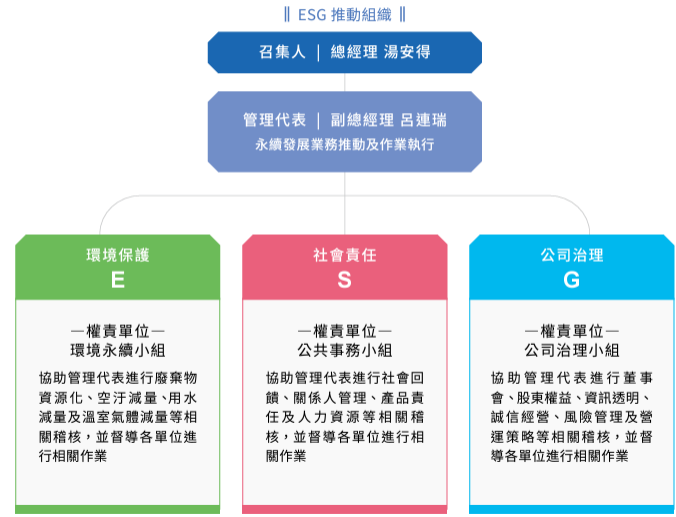 ESG 推動組織
召集人 | 總經理 湯安得
管理代表 | 副總經理 呂連瑞
永續發展業務推動及作業執行
環境保護
E
—權責單位—
環境永續小組
協助管理代表進行廢棄物
資源化、空汙減量、用水
減量及溫室氣體減量等相
關稽核，並督導各單位進
行相關作業
社會責任
S
—權責單位—
公共事務小組
協助管理代表進行社會回
饋、關係人管理、產品責
任及人力資源等相關稽
核，並督導各單位進行相
關作業
公司治理
G
—權責單位—
公司治理小組
協助管理代表進行董事
會、股東權益、資訊透明、
誠信經營、風險管理及營
運策略等相關稽核，並督
導各單位進行相關作業